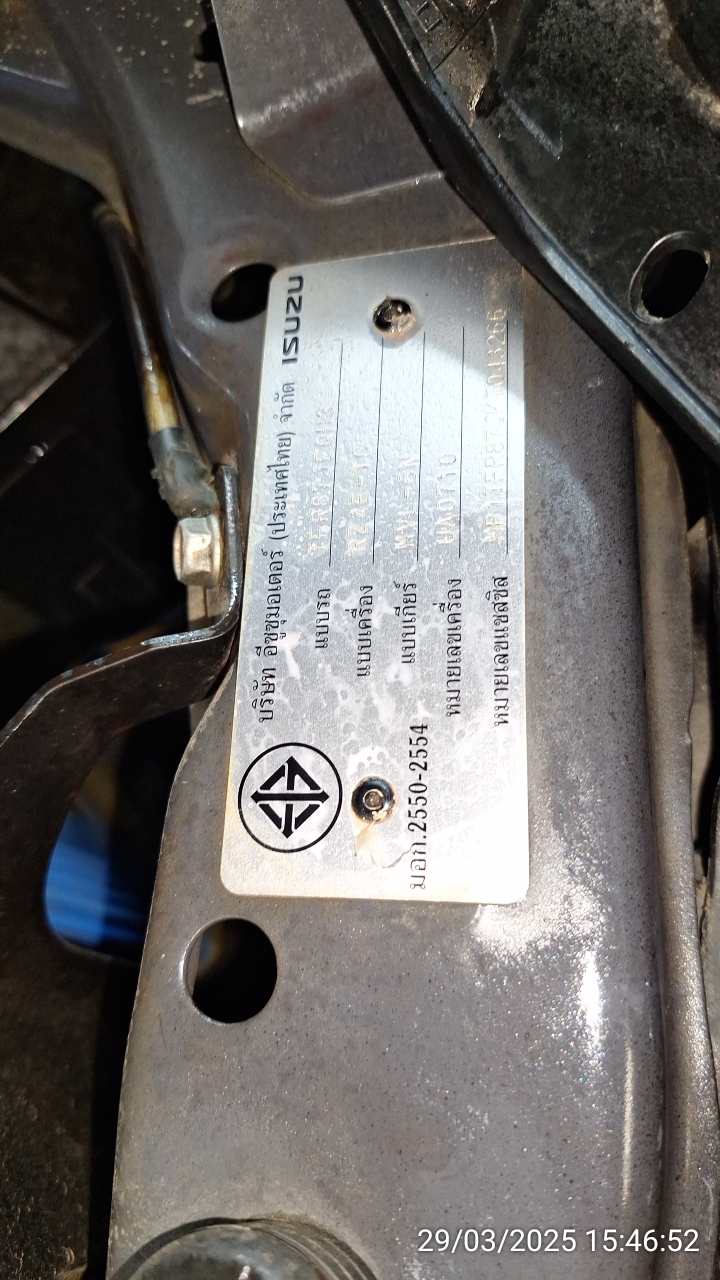 ISUZU
บริษัท อีซูซุมอเตอร์ (ประเทศไทย) จำกัด
แบบรถ
แบบเครื่อง
แบบเกียร์
หมายเลขเครื่อง UA0710
หมายเลขแชสซิส
มอก.2550-2554
29/03/2025 15:46:52